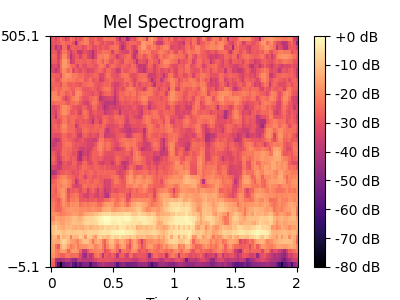 Mel Spectrogram
505.1
-5.1
0
0.5
1
1.5
2
+0 dB
-10 dB
-20 dB
-30 dB
-40 dB
-50 dB
-60 dB
-70 dB
-80 dB